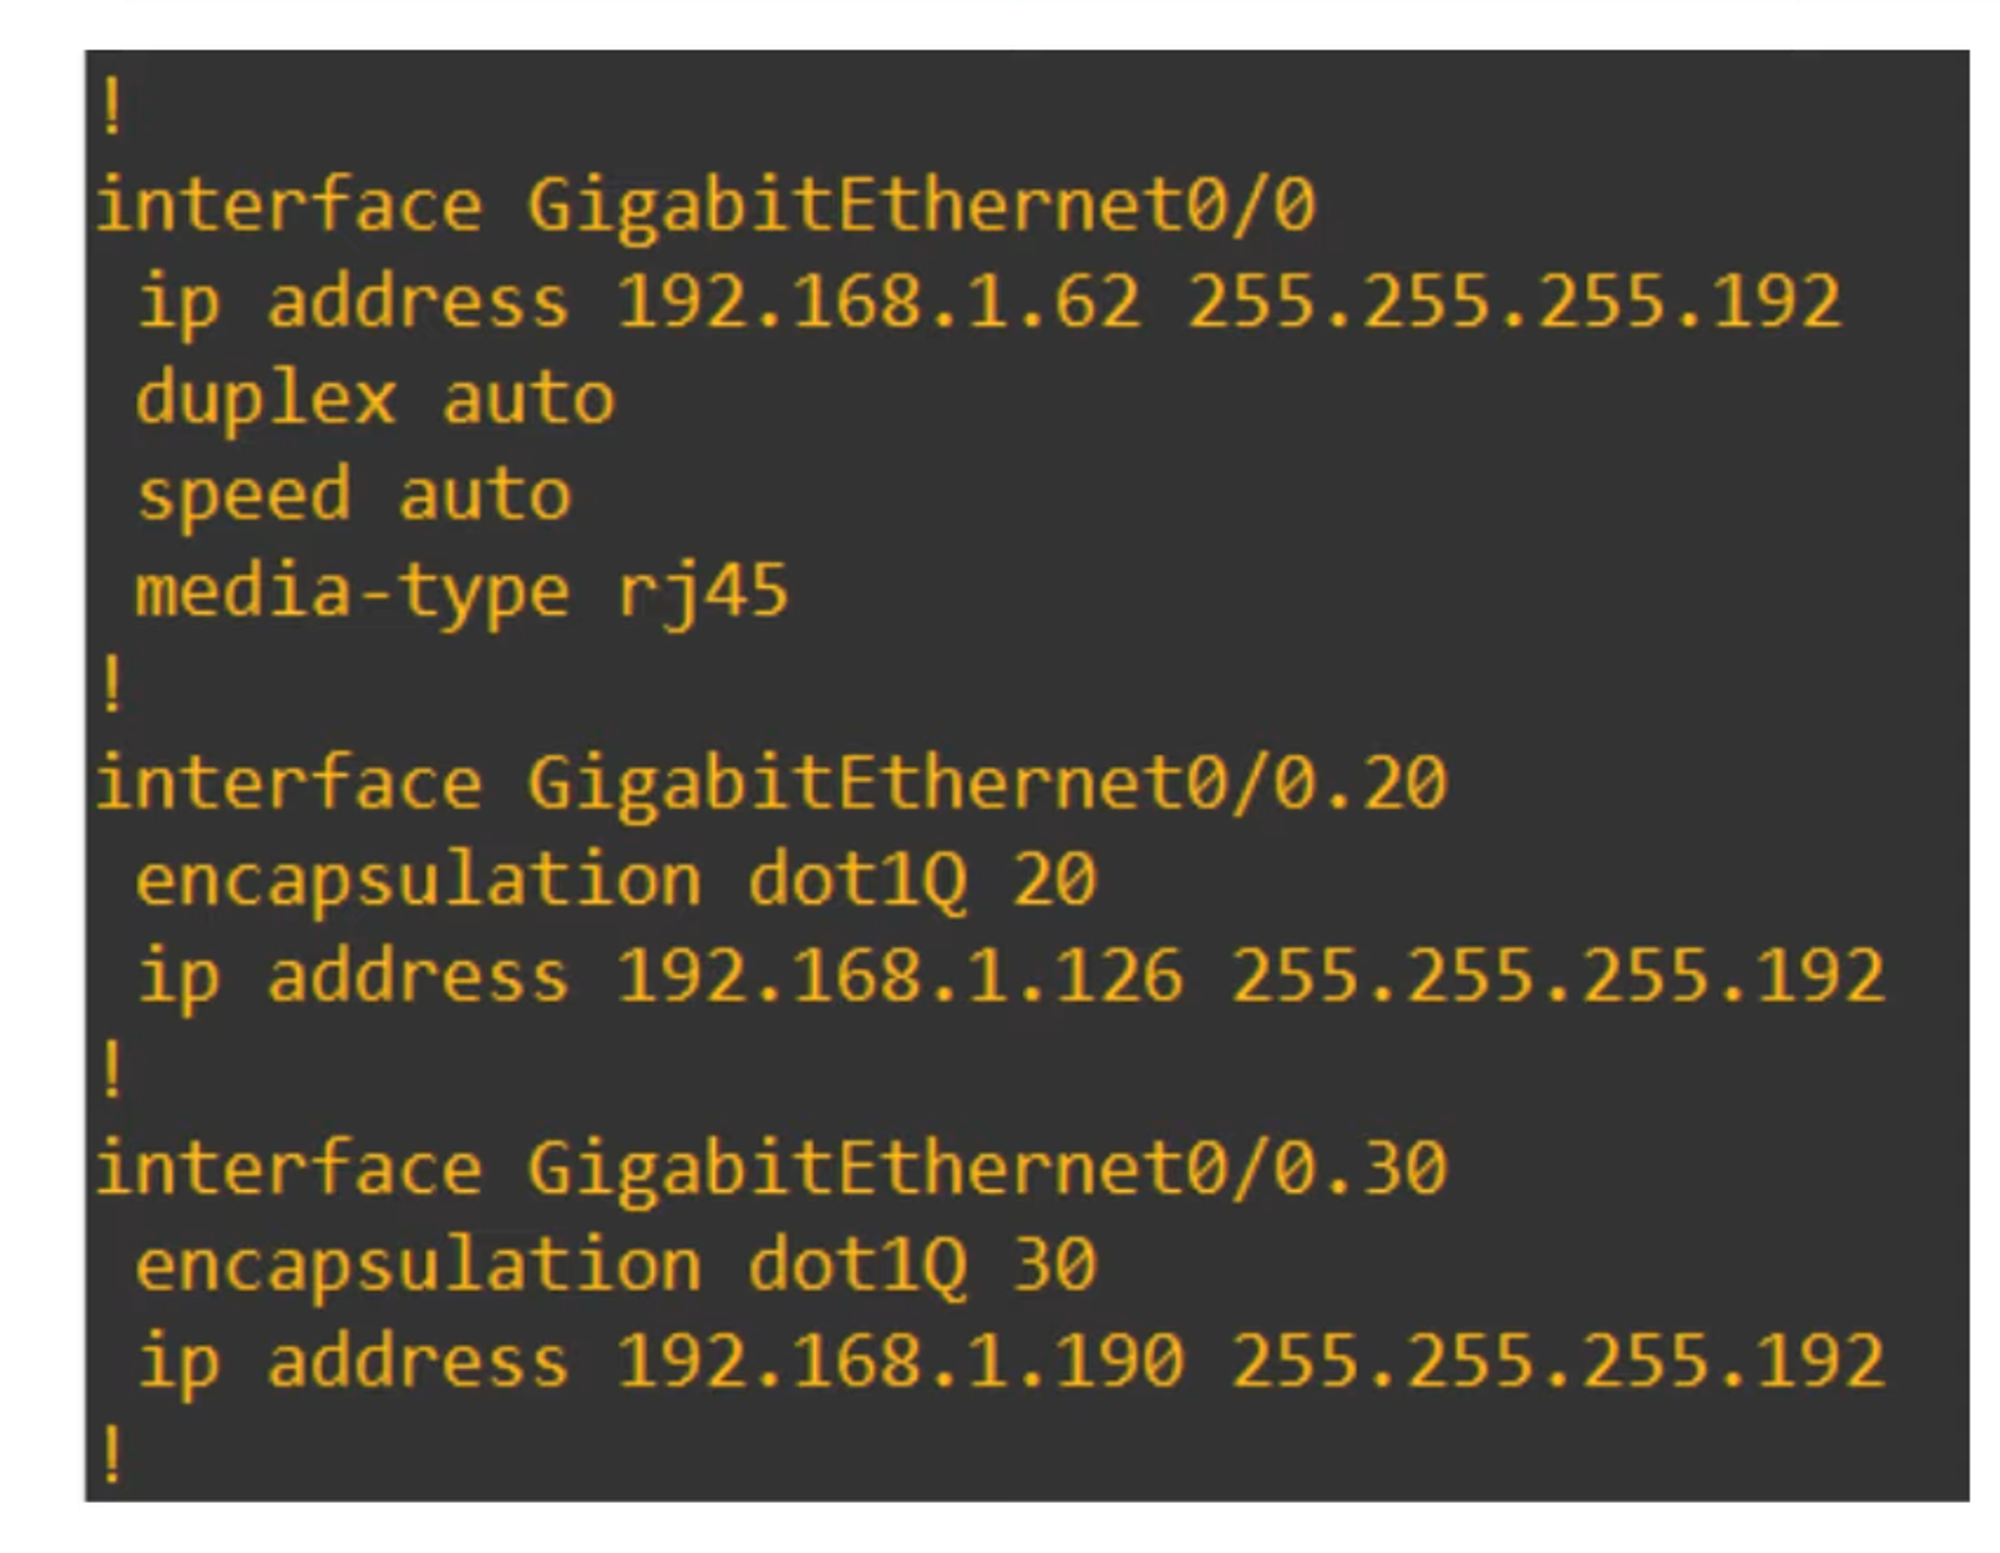 !
interface GigabitEthernet0/0
 ip address 192.168.1.62 255.255.255.192
 duplex auto
 speed auto
 media-type rj45
!
interface GigabitEthernet0/0.20
 encapsulation dot1Q 20
 ip address 192.168.1.126 255.255.255.192
!
interface GigabitEthernet0/0.30
 encapsulation dot1Q 30
 ip address 192.168.1.190 255.255.255.192
!